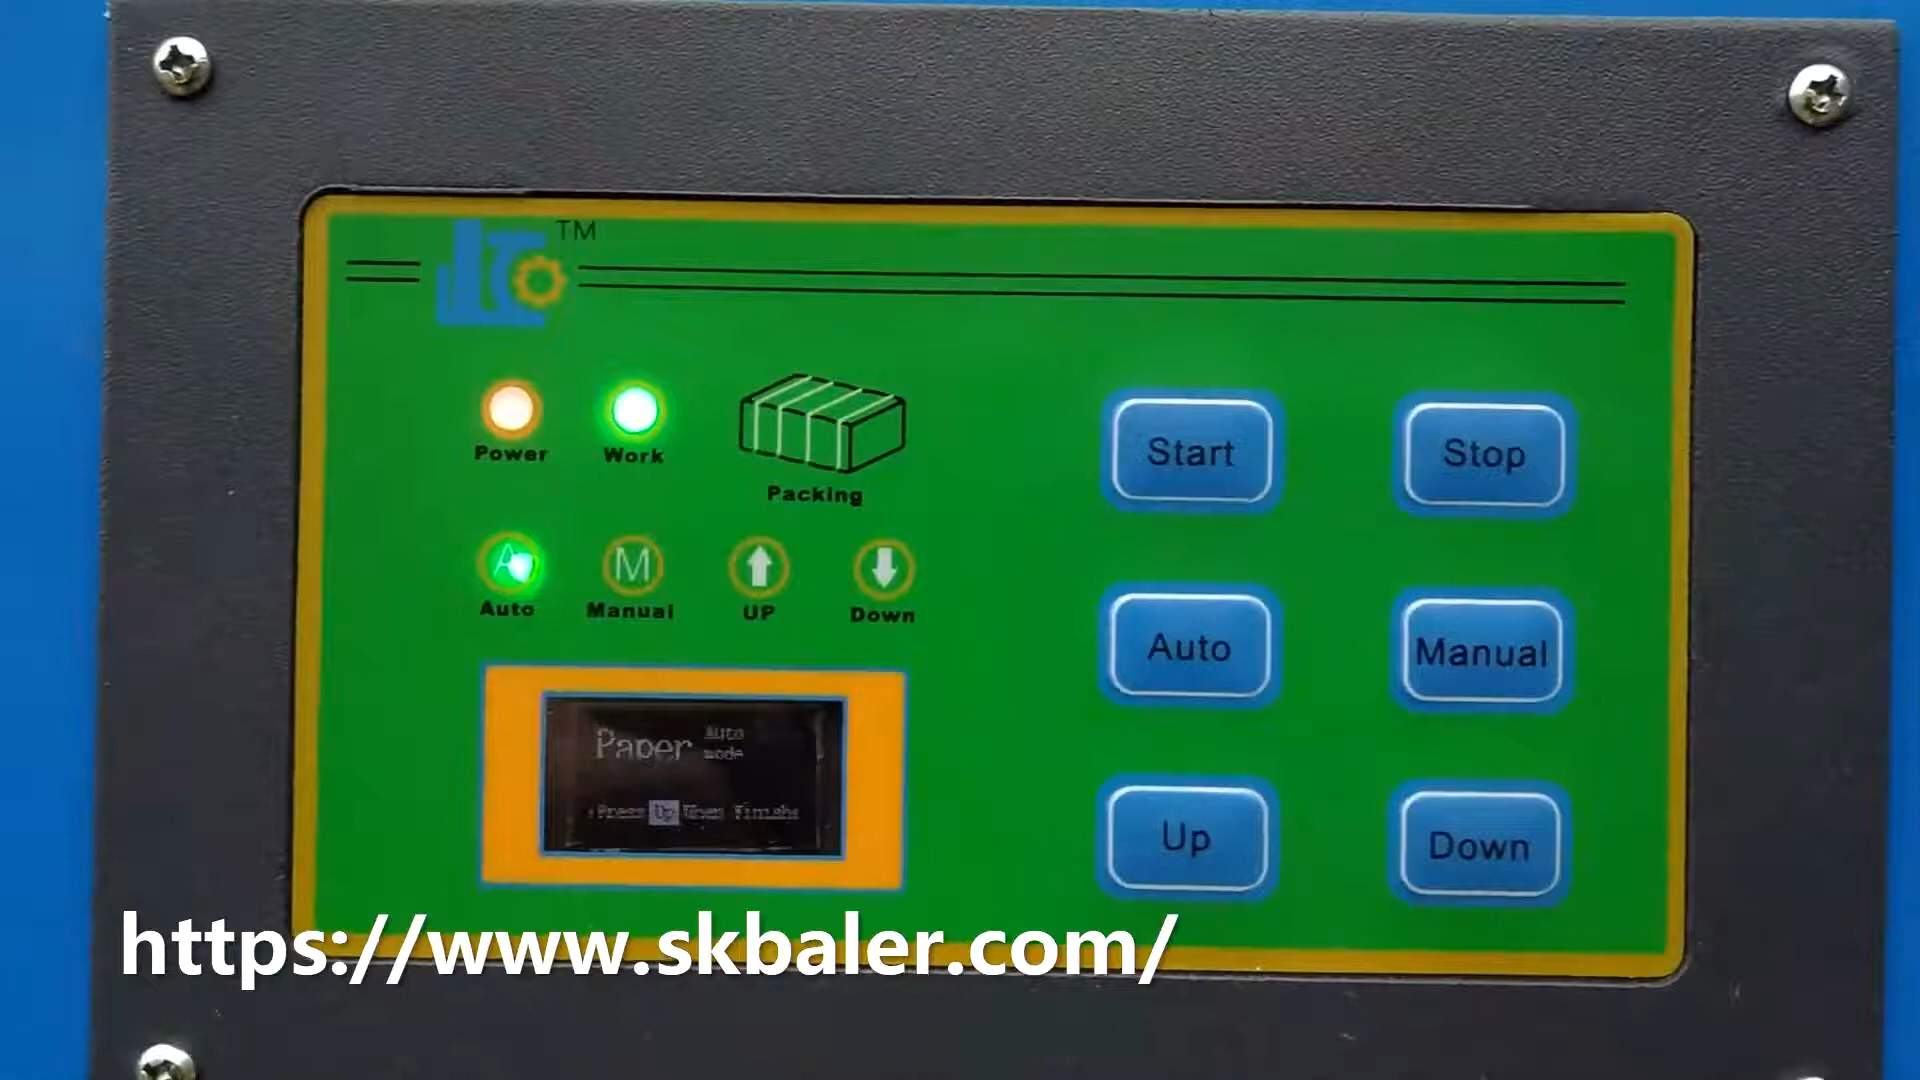 TM
Power
Work
Packing
A
M
Auto
Manual
UP
Down
Paper
Auto
mode
Press Up Down Finish
Start
Stop
Auto
Manual
Up
Down
https://www.skbaler.com/